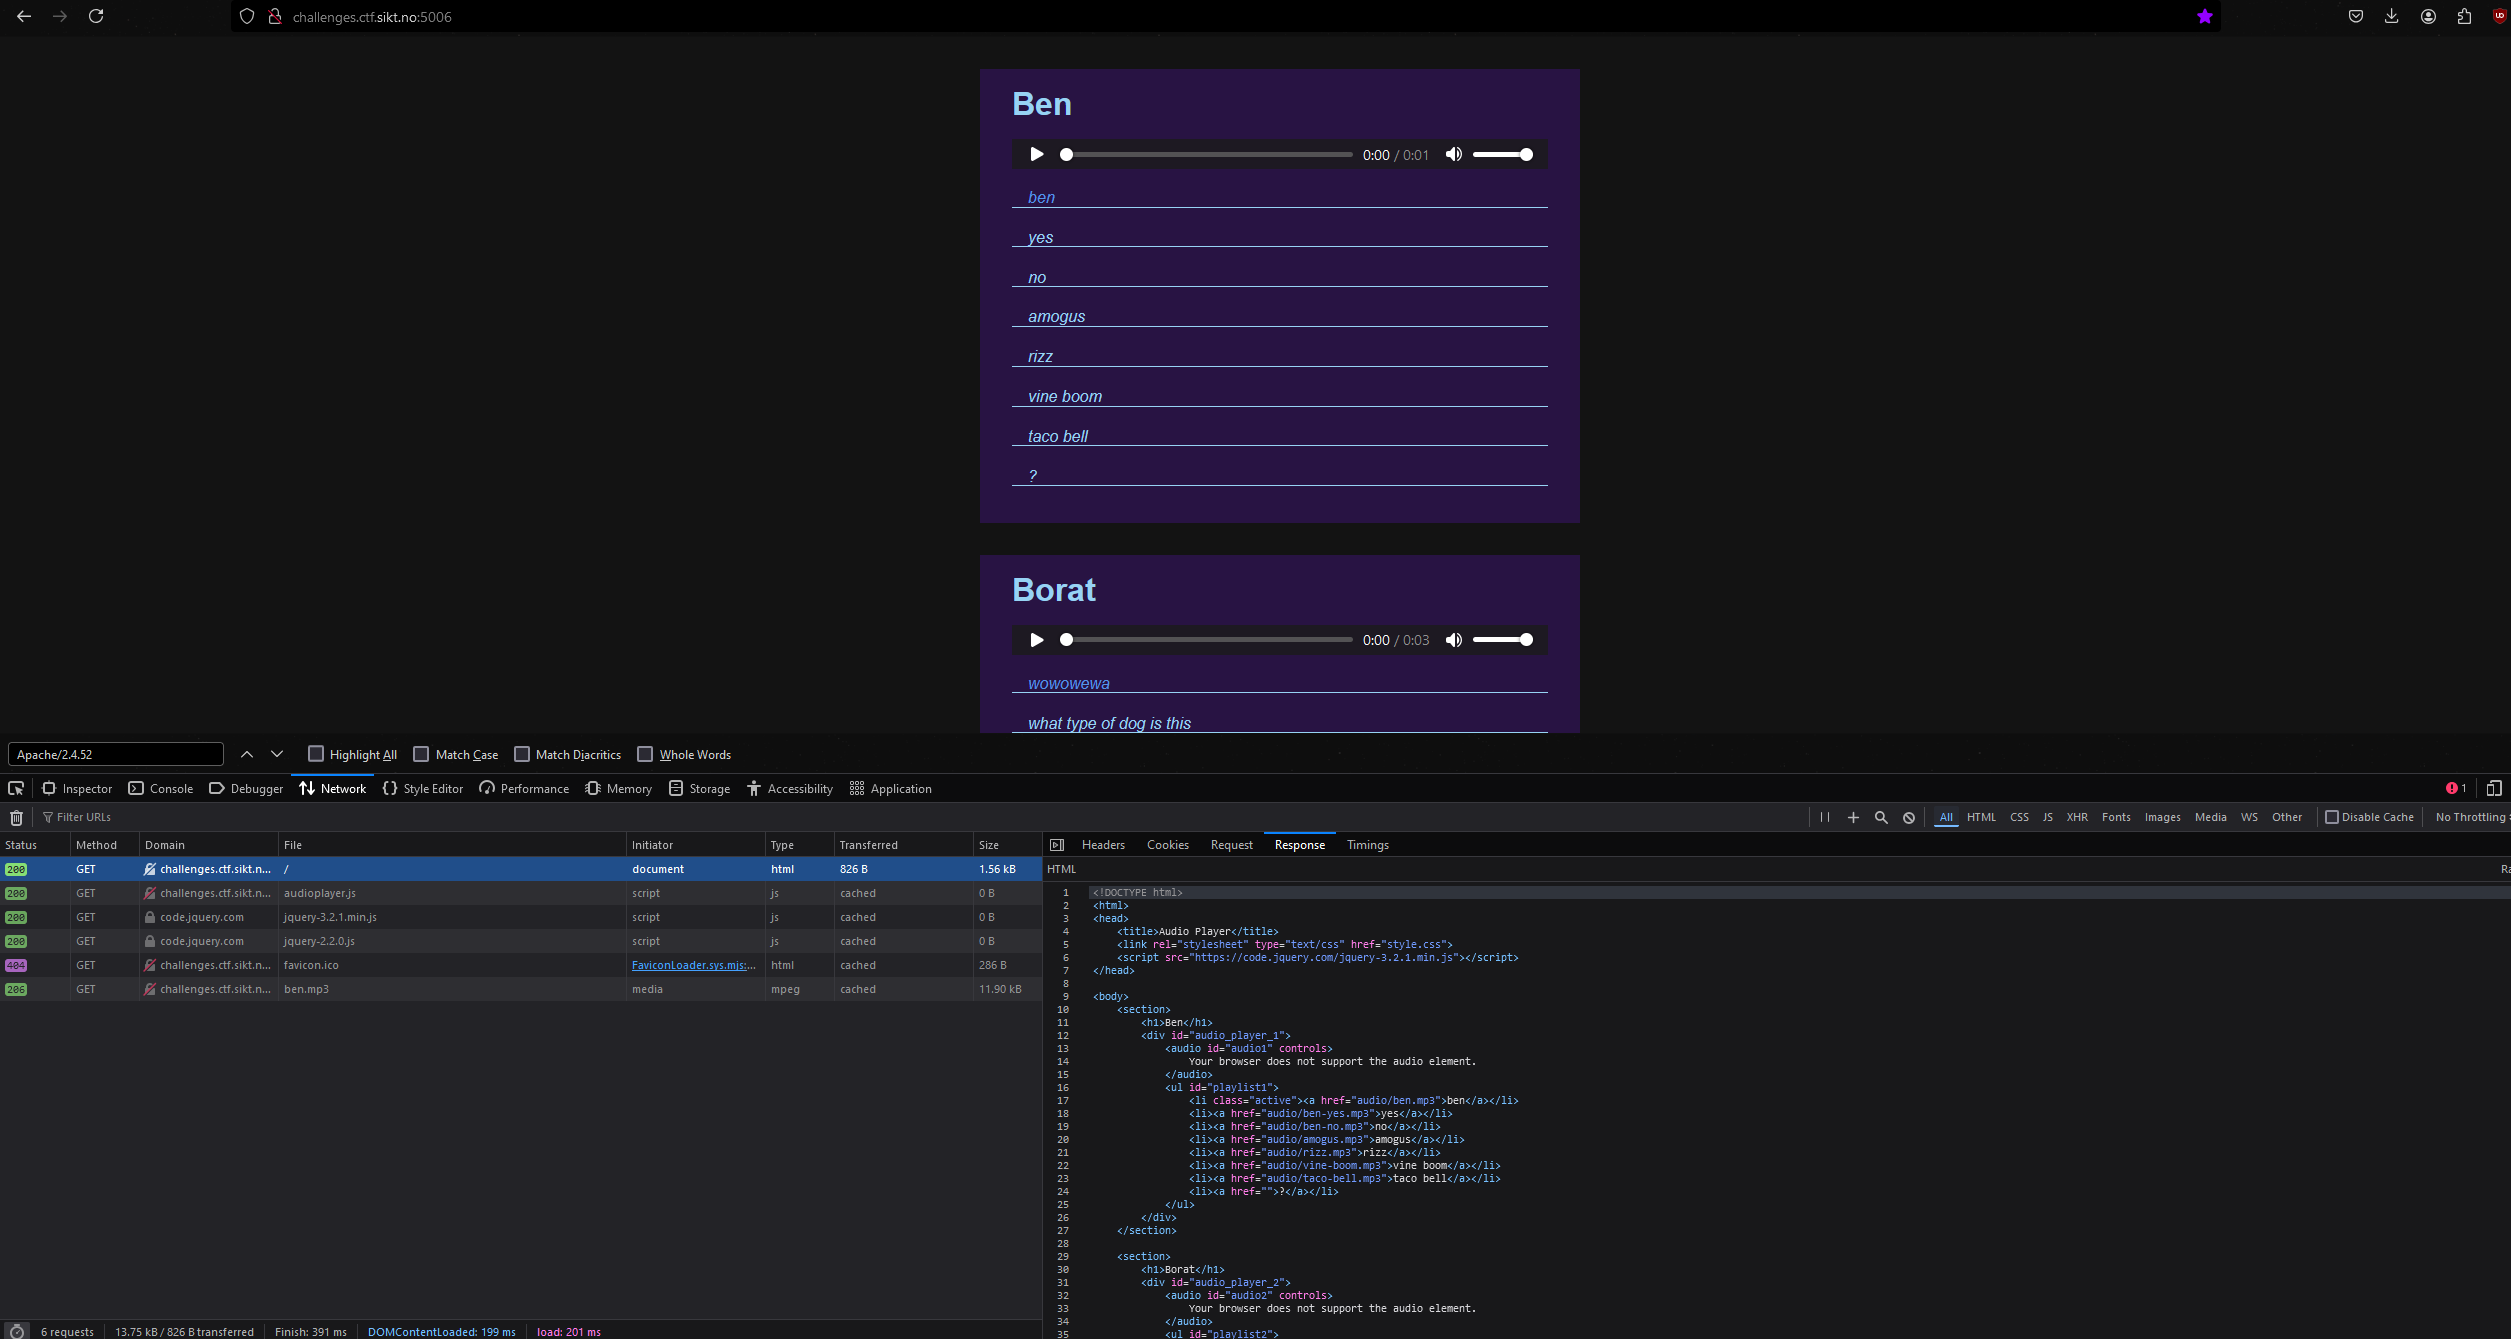 challenges.ctf.sikt.no:5006
Ben
0:00 / 0:01
ben
yes
no
amogus
rizz
vine boom
taco bell
?
Borat
0:00 / 0:03
wowowewa
what type of dog is this
Apache/2.4.52
Highlight All
Match Case
Match Diacritics
Whole Words
Inspector
Console
Debugger
Network
Style Editor
Performance
Memory
Storage
Accessibility
Application
1
Filter URLs
All HTML CSS JS XHR Fonts Images Media WS Other
Disable Cache
No Throttling
Status Method Domain File Initiator Type Transferred Size
200 GET challenges.ctf.sikt.n... / document html 826 B 1.56 kB
200 GET challenges.ctf.sikt.n... audioplayer.js script js cached 0 B
200 GET code.jquery.com jquery-3.2.1.min.js script js cached 0 B
200 GET code.jquery.com jquery-2.2.0.js script js cached 0 B
404 GET challenges.ctf.sikt.n... favicon.ico FaviconLoader.sys.mjs:... html cached 286 B
206 GET challenges.ctf.sikt.n... ben.mp3 media mpeg cached 11.90 kB
6 requests 13.75 kB / 826 B transferred Finish: 391 ms DOMContentLoaded: 199 ms load: 201 ms
Headers Cookies Request Response Timings
HTML
1 <!DOCTYPE html>
2 <html>
3 <head>
4 <title>Audio Player</title>
5 <link rel="stylesheet" type="text/css" href="style.css">
6 <script src="https://code.jquery.com/jquery-3.2.1.min.js"></script>
7 </head>
8
9 <body>
10 <section>
11 <h1>Ben</h1>
12 <div id="audio_player_1">
13 <audio id="audio1" controls>
14 Your browser does not support the audio element.
15 </audio>
16 <ul id="playlist1">
17 <li class="active"><a href="audio/ben.mp3">ben</a></li>
18 <li><a href="audio/ben-yes.mp3">yes</a></li>
19 <li><a href="audio/ben-no.mp3">no</a></li>
20 <li><a href="audio/amogus.mp3">amogus</a></li>
21 <li><a href="audio/rizz.mp3">rizz</a></li>
22 <li><a href="audio/vine-boom.mp3">vine boom</a></li>
23 <li><a href="audio/taco-bell.mp3">taco bell</a></li>
24 <li><a href="">?</a></li>
25 </ul>
26 </div>
27 </section>
28
29 <section>
30 <h1>Borat</h1>
31 <div id="audio_player_2">
32 <audio id="audio2" controls>
33 Your browser does not support the audio element.
34 </audio>
35 <ul id="playlist2">